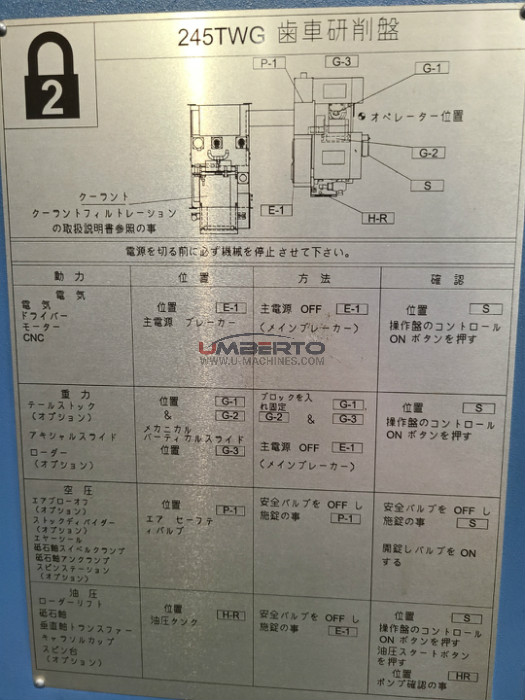 2
245TWG 歯車研削盤
P-1
G-3
G-1
オペレーター位置
G-2
S
クーラント
クーラントフィルトレーション
の取扱説明書参照の事
E-1
H-R
電源を切る前に必ず機械を停止させて下さい。
動力 位置 方法 確認
電気
電気
ドライバー
モーター
CNC
位置 E-1
主電源 ブレーカー
主電源 OFF E-1
(メインブレーカー)
位置 S
操作盤のコントロール
ON ボタンを押す
UMBERTO
WWW.U-MACHINES.COM
重力
テールストック
(オプション)
アキシャルスライド
ローダー
(オプション)
位置 G-1
& G-2
メカニカル
バーティカルスライド
位置 G-3
ブロックを入
れ固定 G-1
G-2 & G-3
主電源 OFF E-1
(メインブレーカー)
位置 S
操作盤のコントロール
ON ボタンを押す
空圧
エアブローオフ
(オプション)
ストックディバイダー
(オプション)
エヤーシール
砥石軸スイベルクランプ
砥石軸アングクランプ
スピンステーション
(オプション)
位置 P-1
エア セーフテ
ィバルブ
安全バルブを OFF し
施錠の事 P-1
安全バルブを OFF し
施錠の事 S
開錠しバルブを ON
する
油圧
ローダーリフト
砥石軸
垂直軸トランスファー
キャラソルカップ
スピン台
(オプション)
位置 H-R
油圧タンク
安全バルブを OFF し
施錠の事 E-1
位置 S
操作盤のコントロール
ON ボタンを押す
油圧スタートボタン
を押す
位置 HR
ポンプ確認の事